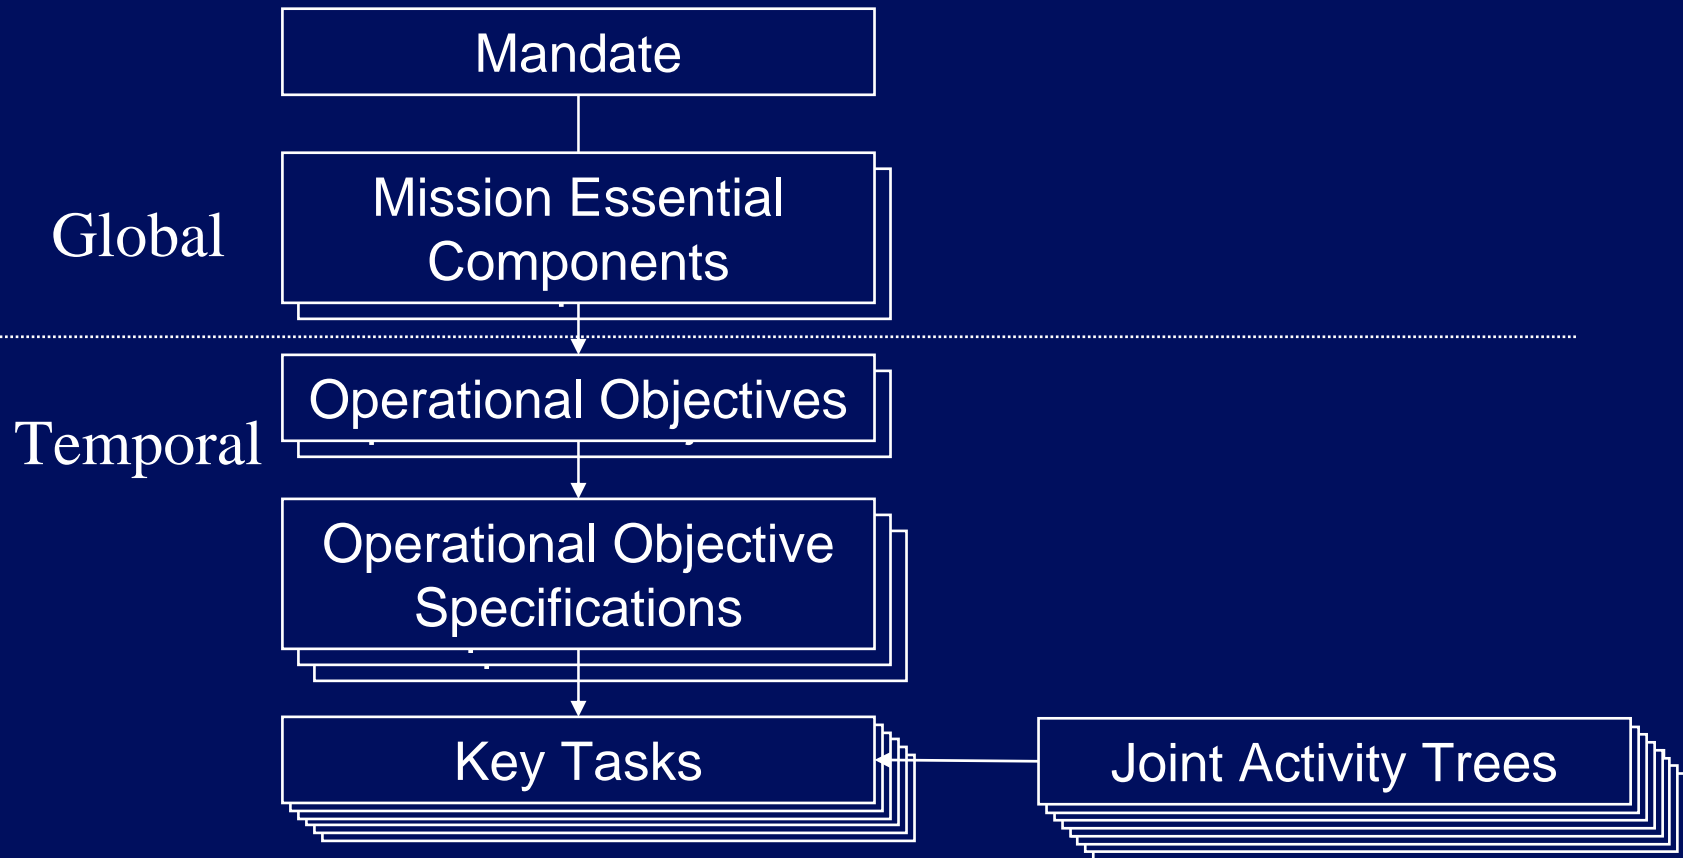 Mandate
Mission Essential
Components
Global
Operational Objectives
Temporal
Operational Objective
Specifications
Key Tasks
Joint Activity Trees